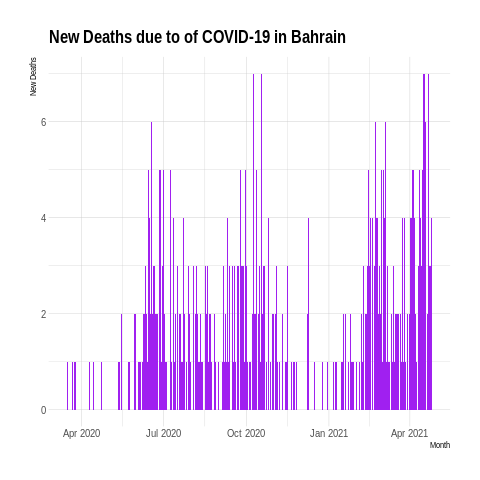 New Deaths due to of COVID-19 in Bahrain
New Deaths
6
4
2
0
Apr 2020 Jul 2020 Oct 2020 Jan 2021 Apr 2021
Month